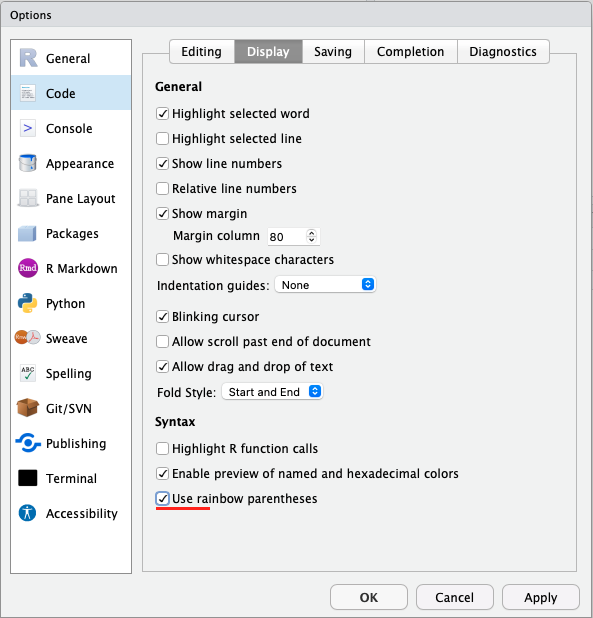 Options
General
Code
Console
Appearance
Pane Layout
Packages
Rmd R Markdown
Python
Sweave
ABC Spelling
Git/SVN
Publishing
Terminal
Accessibility
Editing Display Saving Completion Diagnostics
General
Highlight selected word
Highlight selected line
Show line numbers
Relative line numbers
Show margin
Margin column 80
Show whitespace characters
Indentation guides: None
Blinking cursor
Allow scroll past end of document
Allow drag and drop of text
Fold Style: Start and End
Syntax
Highlight R function calls
Enable preview of named and hexadecimal colors
Use rainbow parentheses
OK Cancel Apply